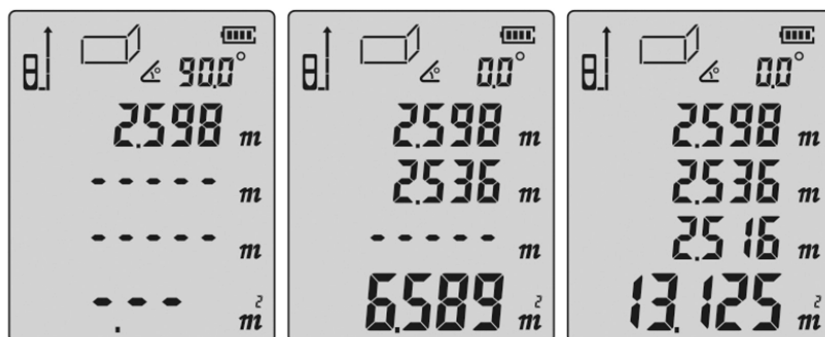 90.0°
2.598 m
- - - - - m
- - - - - m
- - -. m²
0.0°
2.598 m
2.536 m
- - - - - m
6.589 m²
0.0°
2.598 m
2.536 m
2.516 m
13.125 m²